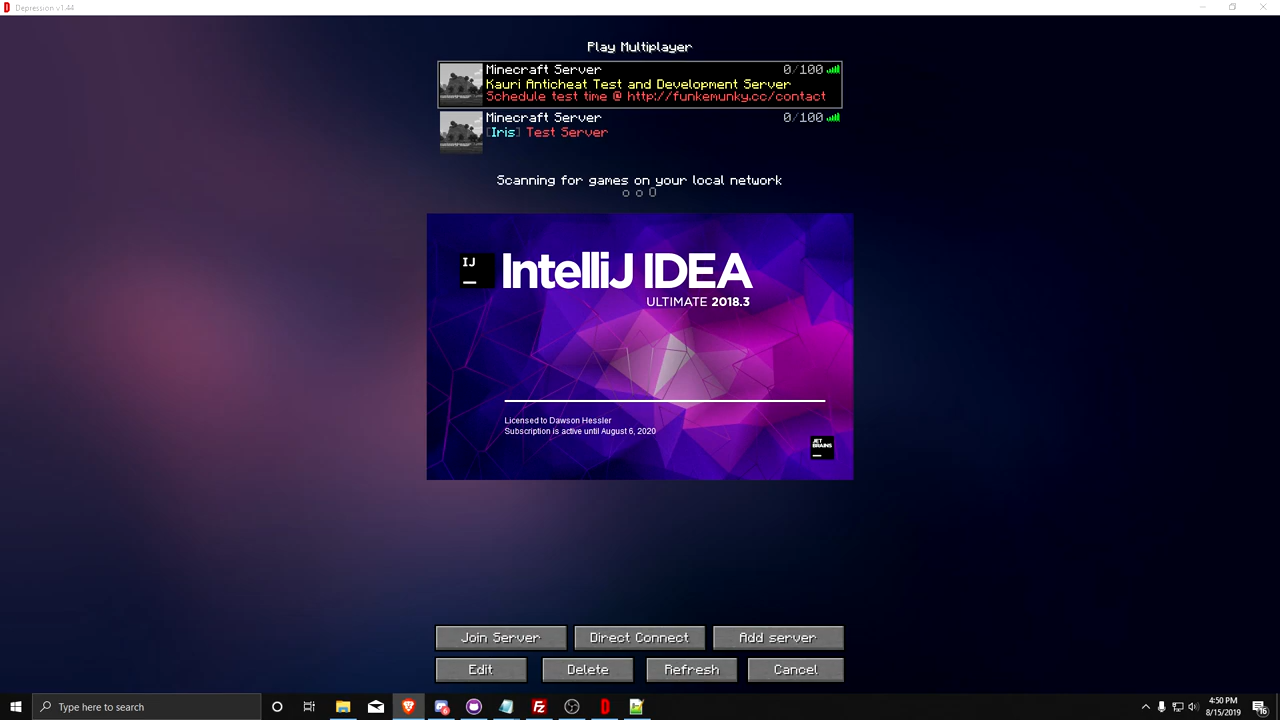 D Depression v1.44
Play Multiplayer
Minecraft Server 0/100
Kauri Anticheat Test and Development Server
Schedule test time @ http://funkemunky.cc/contact
Minecraft Server 0/100
[Iris] Test Server
Scanning for games on your local network
o o O
IJ IntelliJ IDEA
ULTIMATE 2018.3
Licensed to Dawson Hessler
Subscription is active until August 6, 2020
JET
BRAINS
Join Server Direct Connect Add server
Edit Delete Refresh Cancel
Type here to search
Fz
D
4:50 PM
8/15/2019
16